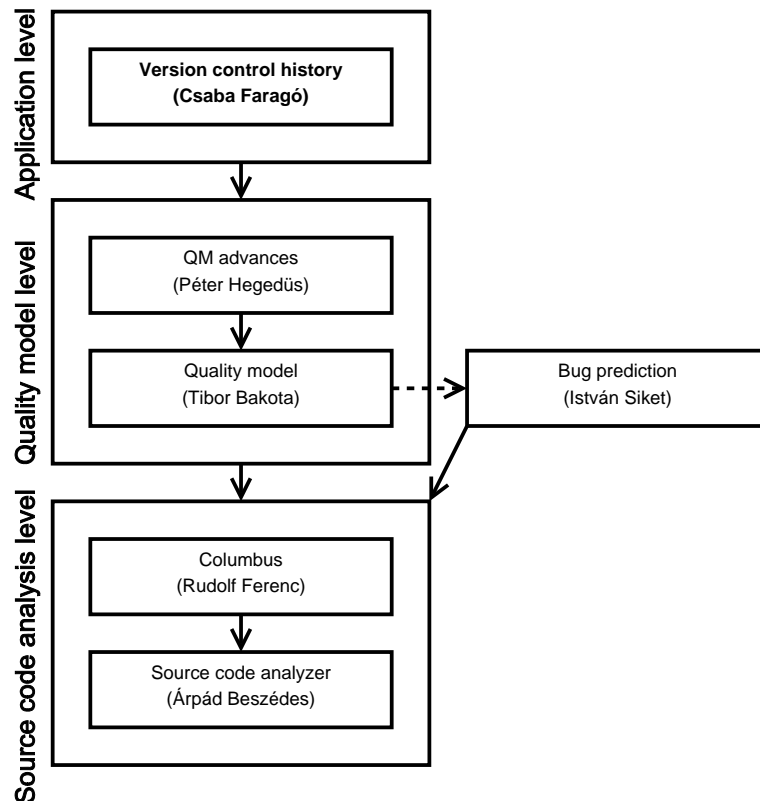 Application level
Version control history
(Csaba Faragó)
Quality model level
QM advances
(Péter Hegedüs)
Quality model
(Tibor Bakota)
Bug prediction
(István Siket)
Source code analysis level
Columbus
(Rudolf Ferenc)
Source code analyzer
(Árpád Beszédes)